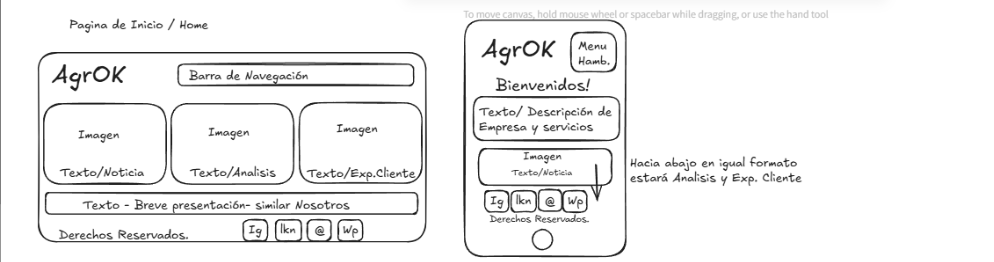 To move canvas, hold mouse wheel or spacebar while dragging, or use the hand tool
Pagina de Inicio / Home
AgrOK
Barra de Navegación
Imagen
Texto/Noticia
Imagen
Texto/Analisis
Imagen
Texto/Exp.Cliente
Texto - Breve presentación- similar Nosotros
Derechos Reservados.
Ig
lkn
@
Wp
AgrOK
Menu
Hamb.
Bienvenidos!
Texto/ Descripción de
Empresa y servicios
Imagen
Texto/Noticia
Ig
lkn
@
Wp
Derechos Reservados.
Hacia abajo en igual formato
estará Analisis y Exp. Cliente